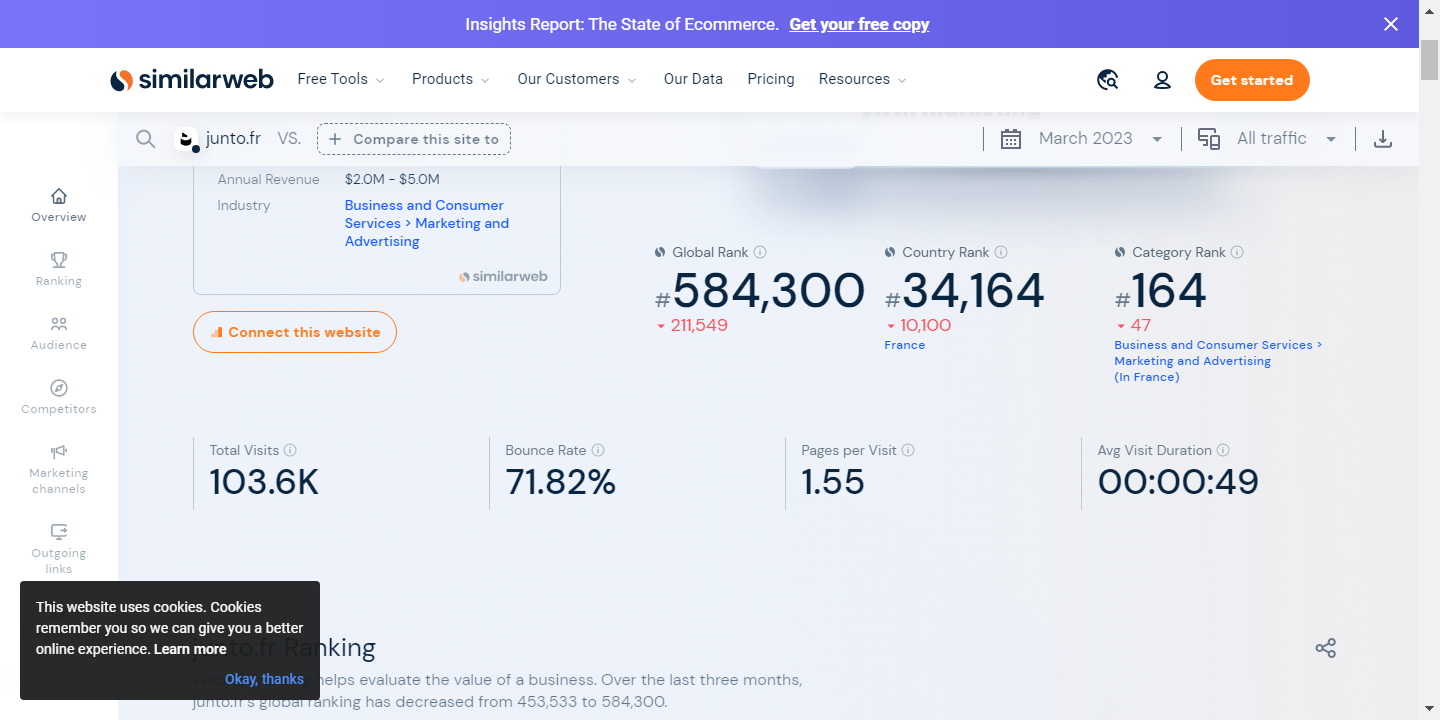 Insights Report: The State of Ecommerce. Get your free copy
similarweb Free Tools Products Our Customers Our Data Pricing Resources Get started
junto.fr VS. + Compare this site to March 2023 All traffic
Annual Revenue $2.0M - $5.0M
Industry Business and Consumer
Services > Marketing and
Advertising
similarweb
Connect this website
Global Rank
#584,300
211,549
Country Rank
#34,164
10,100
France
Category Rank
#164
47
Business and Consumer Services >
Marketing and Advertising
(In France)
Overview
Ranking
Audience
Competitors
Marketing
channels
Outgoing
links
Total Visits
103.6K
Bounce Rate
71.82%
Pages per Visit
1.55
Avg Visit Duration
00:00:49
This website uses cookies. Cookies
remember you so we can give you a better
online experience. Learn more
Okay, thanks
junto.fr Ranking
helps evaluate the value of a business. Over the last three months,
junto.fr's global ranking has decreased from 453,533 to 584,300.